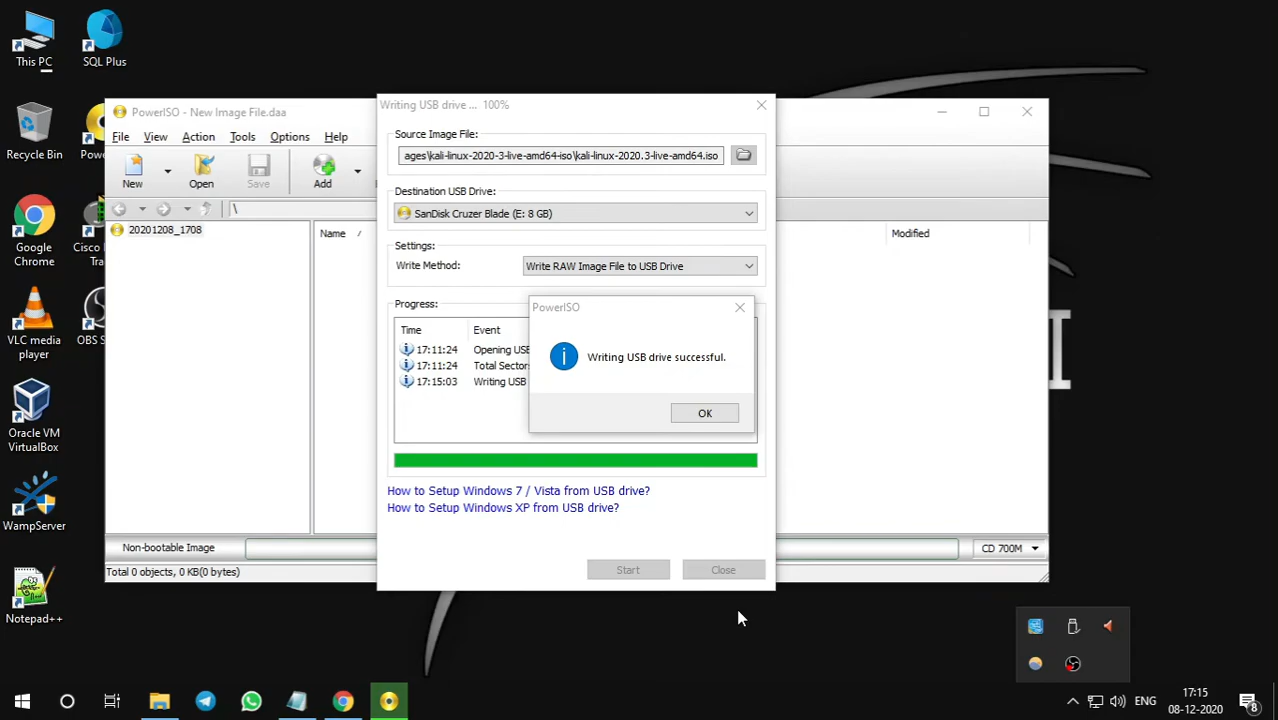 This PC
SQL Plus
Recycle Bin
Google
Chrome
VLC media
player
OBS S
Oracle VM
VirtualBox
WampServer
Notepad++
PowerISO - New Image File.daa
File View Action Tools Options Help
New Open Save Add
\
20201208_1708
Name Modified
Non-bootable Image
CD 700M
Total 0 objects, 0 KB(0 bytes)
Writing USB drive ... 100%
Source Image File:
ages\kali-linux-2020-3-live-amd64-iso\kali-linux-2020.3-live-amd64.iso
Destination USB Drive:
SanDisk Cruzer Blade (E: 8 GB)
Settings:
Write Method: Write RAW Image File to USB Drive
Progress:
Time Event
17:11:24 Opening USB
17:11:24 Total Sectors
17:15:03 Writing USB
How to Setup Windows 7 / Vista from USB drive?
How to Setup Windows XP from USB drive?
Start Close
PowerISO
Writing USB drive successful.
OK
ENG
17:15
08-12-2020
8